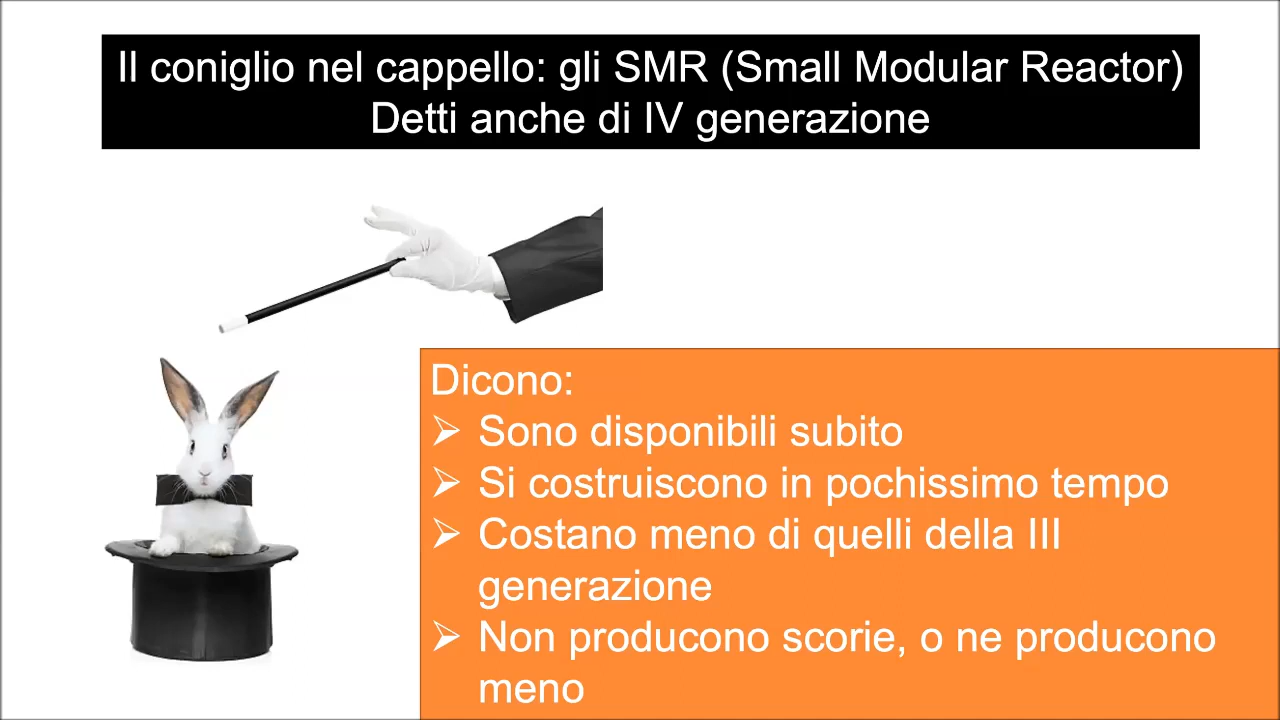 Il coniglio nel cappello: gli SMR (Small Modular Reactor)
Detti anche di IV generazione
Dicono:
➢ Sono disponibili subito
➢ Si costruiscono in pochissimo tempo
➢ Costano meno di quelli della III
generazione
➢ Non producono scorie, o ne producono
meno